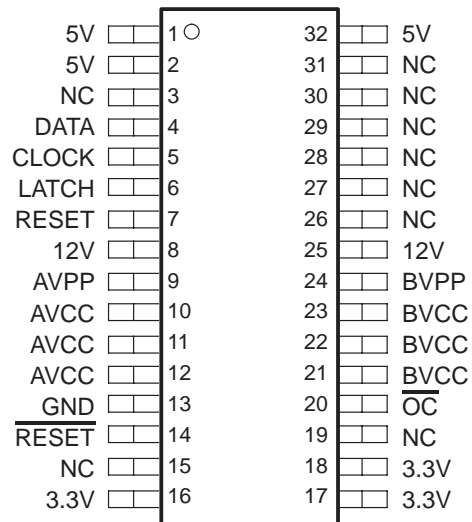 5V 1 32 5V
5V 2 31 NC
NC 3 30 NC
DATA 4 29 NC
CLOCK 5 28 NC
LATCH 6 27 NC
RESET 7 26 NC
12V 8 25 12V
AVPP 9 24 BVPP
AVCC 10 23 BVCC
AVCC 11 22 BVCC
AVCC 12 21 BVCC
GND 13 20 O̅C̅
R̅E̅S̅E̅T̅ 14 19 NC
NC 15 18 3.3V
3.3V 16 17 3.3V